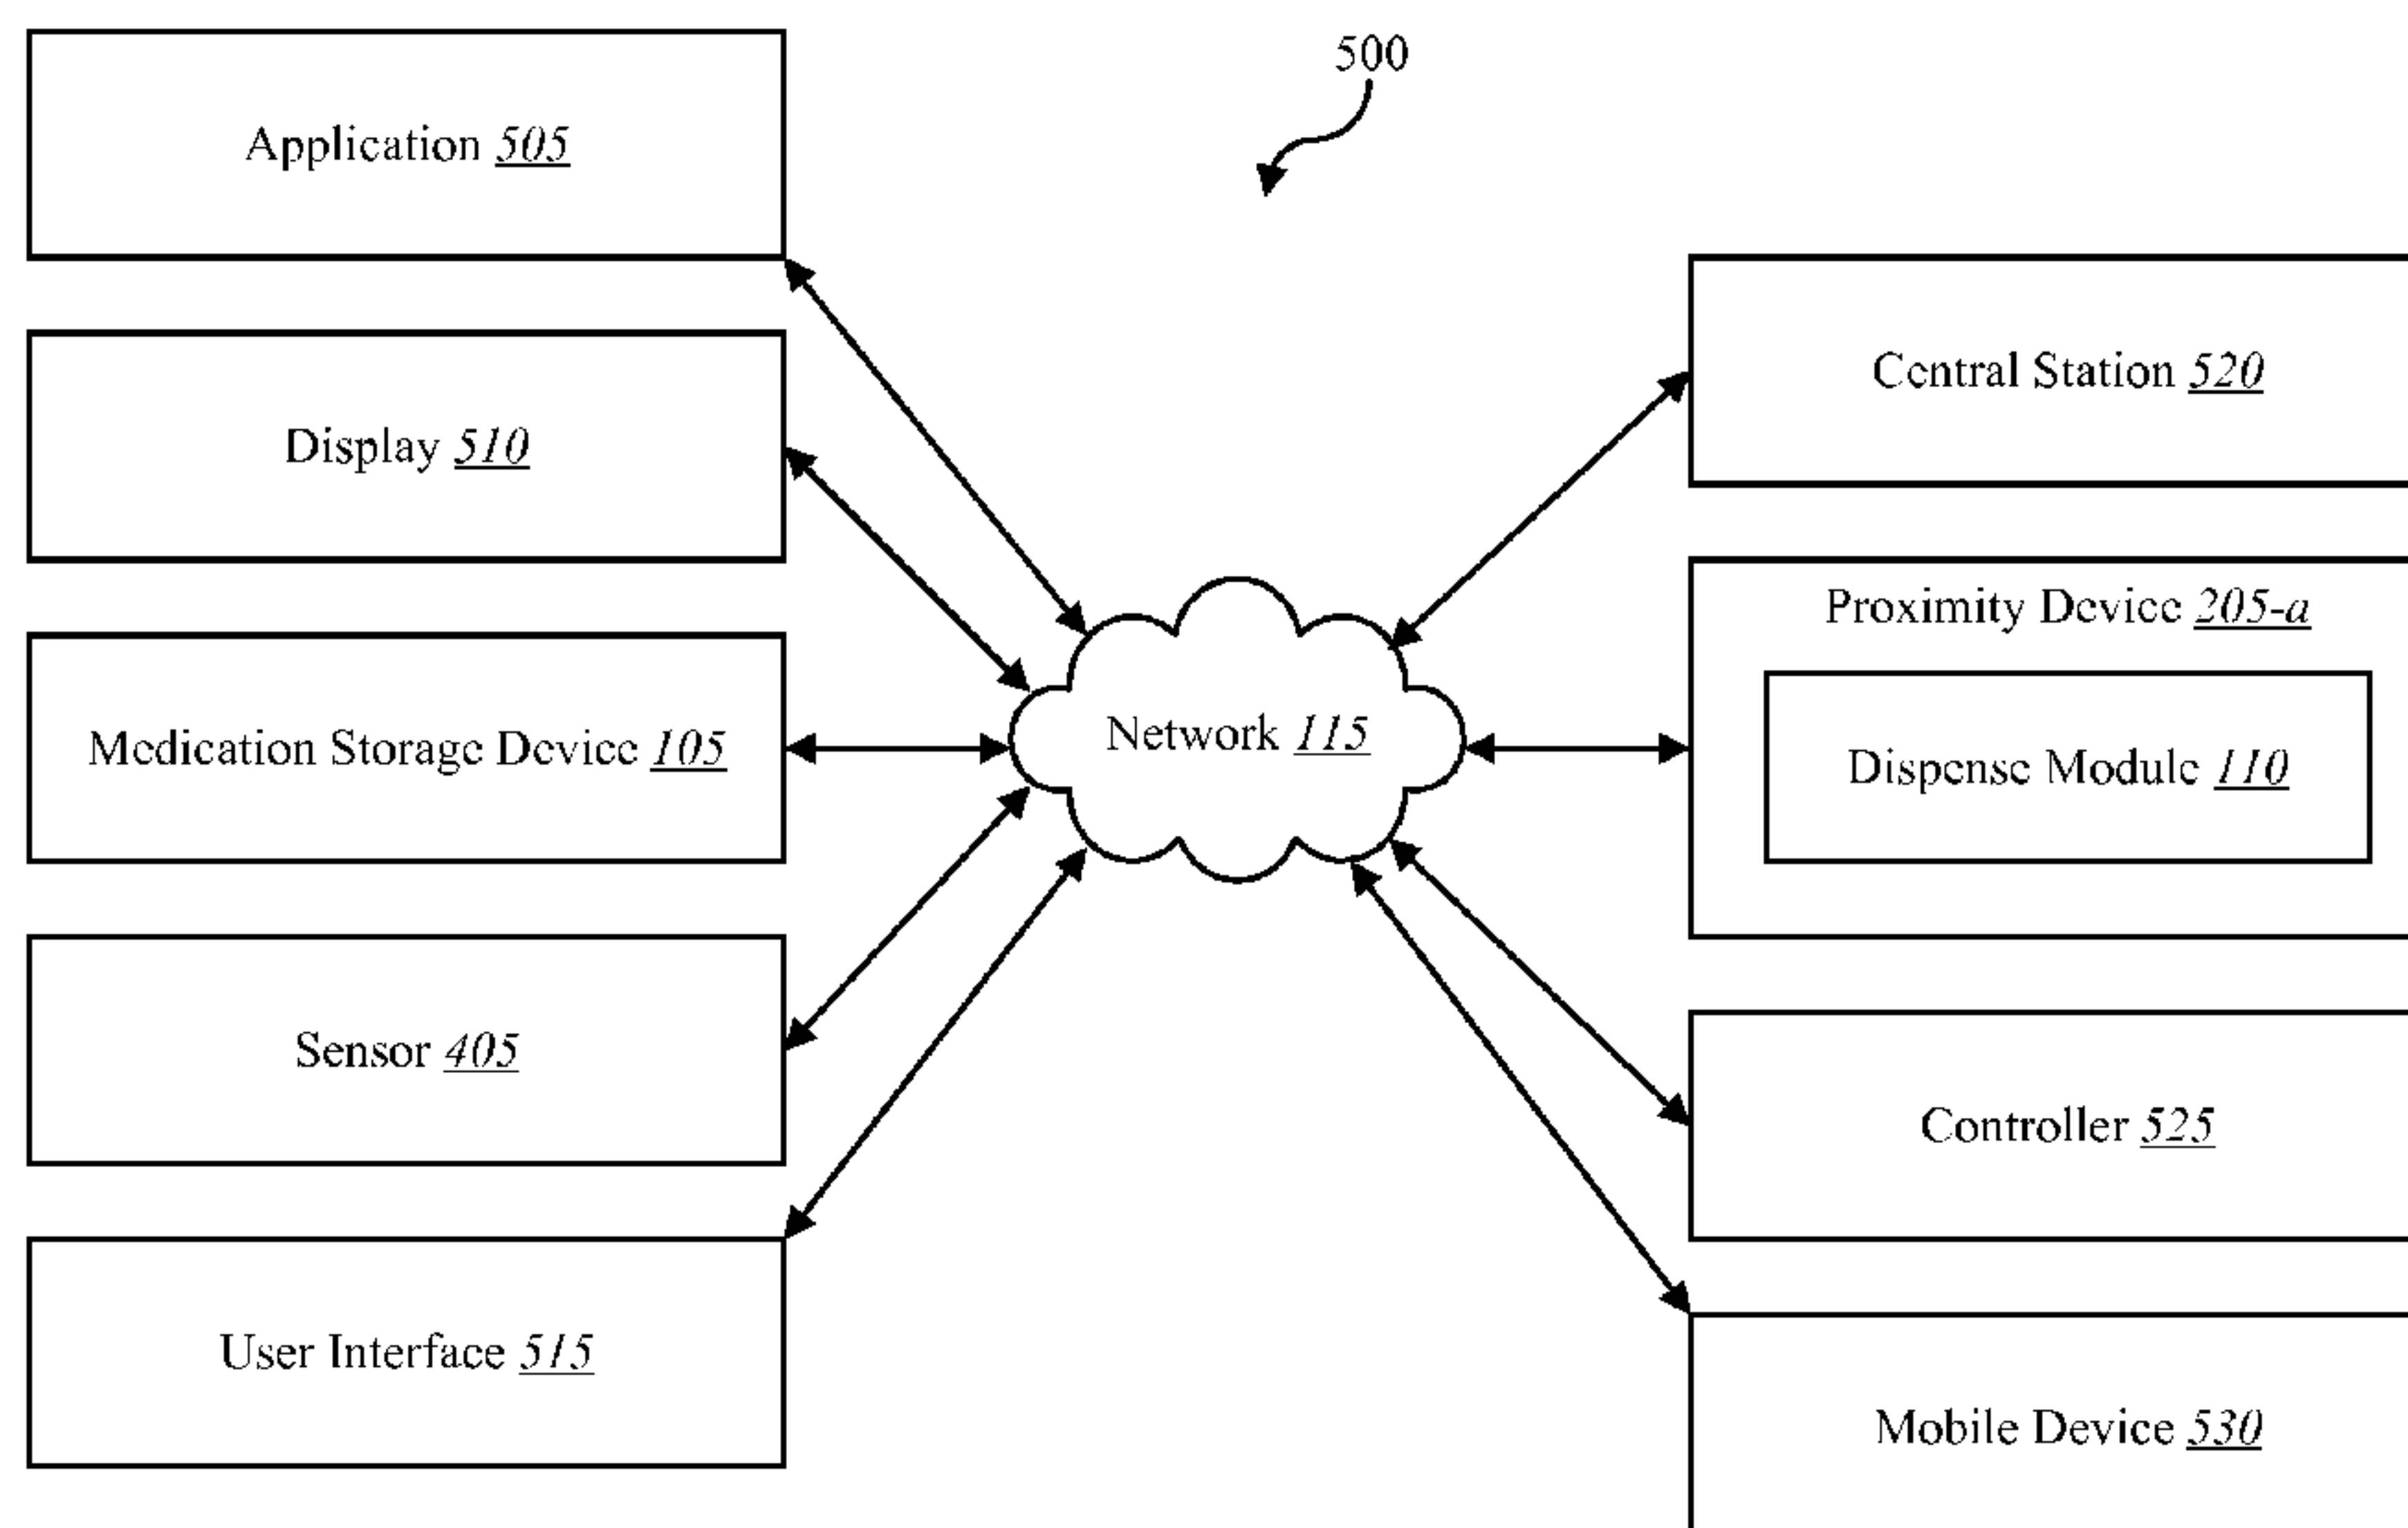 500
Application 505
Display 510
Medication Storage Device 105
Sensor 405
User Interface 515
Network 115
Central Station 520
Proximity Device 205-a
Dispense Module 110
Controller 525
Mobile Device 530